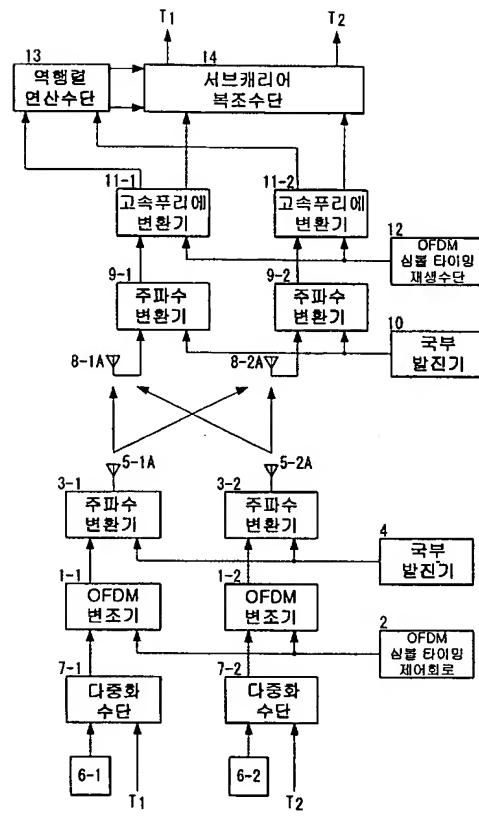 T1
T2
13
역행렬
연산수단
14
서브캐리어
복조수단
11-1
고속푸리에
변환기
11-2
고속푸리에
변환기
12
OFDM
심볼 타이밍
재생수단
9-1
주파수
변환기
9-2
주파수
변환기
10
국부
발진기
8-1A
8-2A
5-1A
5-2A
3-1
주파수
변환기
3-2
주파수
변환기
4
국부
발진기
1-1
OFDM
변조기
1-2
OFDM
변조기
2
OFDM
심볼 타이밍
제어회로
7-1
다중화
수단
7-2
다중화
수단
6-1
T1
6-2
T2